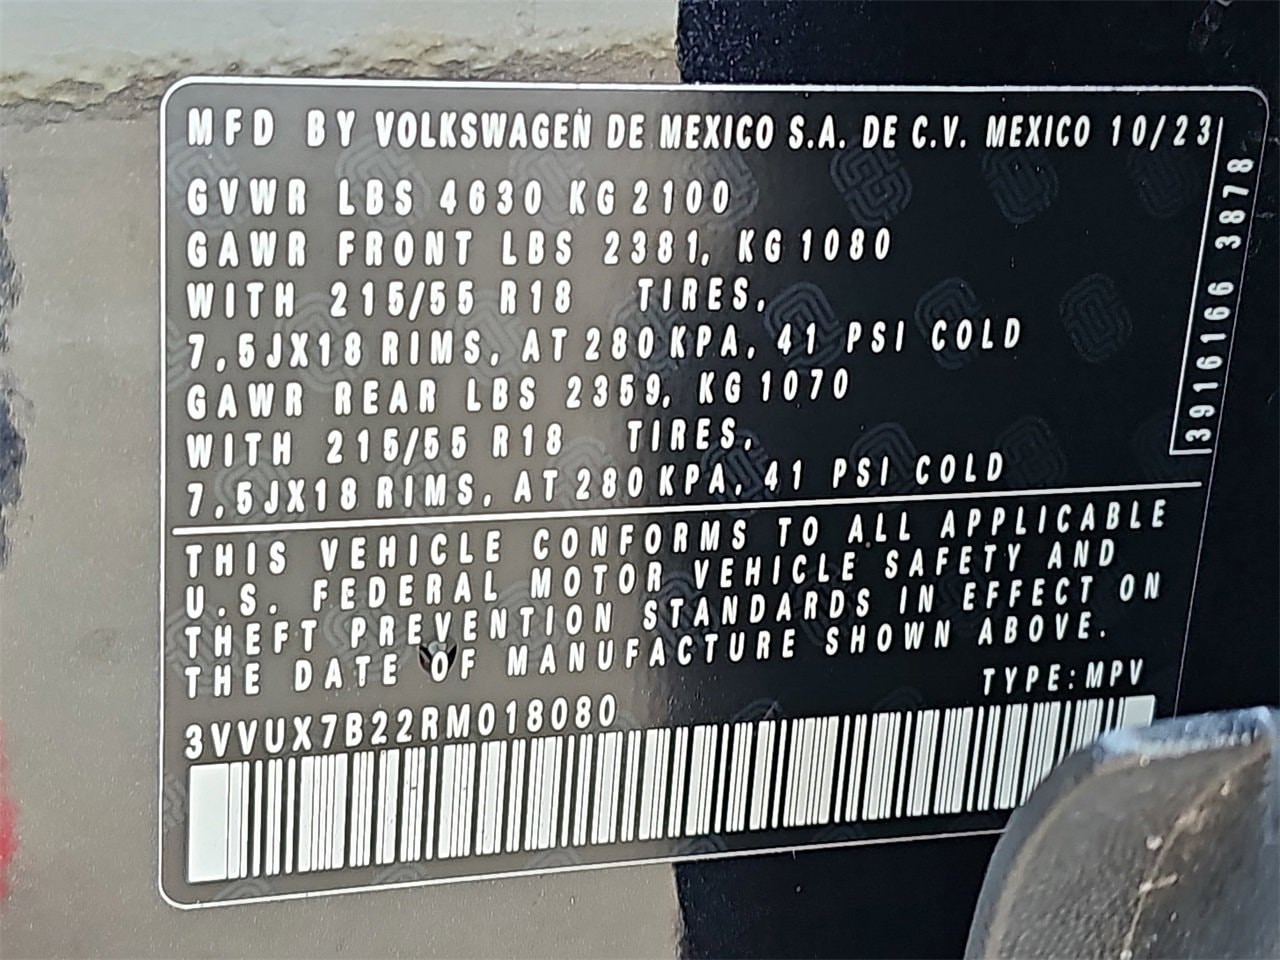 MFD BY VOLKSWAGEN DE MEXICO S.A. DE C.V. MEXICO 10/23
GVWR LBS 4630 KG 2100
GAWR FRONT LBS 2381, KG 1080
WITH 215/55 R18 TIRES,
7,5JX18 RIMS, AT 280 KPA, 41 PSI COLD
GAWR REAR LBS 2359, KG 1070
WITH 215/55 R18 TIRES,
7,5JX18 RIMS, AT 280 KPA, 41 PSI COLD
THIS VEHICLE CONFORMS TO ALL APPLICABLE
U.S. FEDERAL MOTOR VEHICLE SAFETY AND
THEFT PREVENTION STANDARDS IN EFFECT ON
THE DATE OF MANUFACTURE SHOWN ABOVE.
TYPE: MPV
3VVUX7B22RM018080
3916166 3878